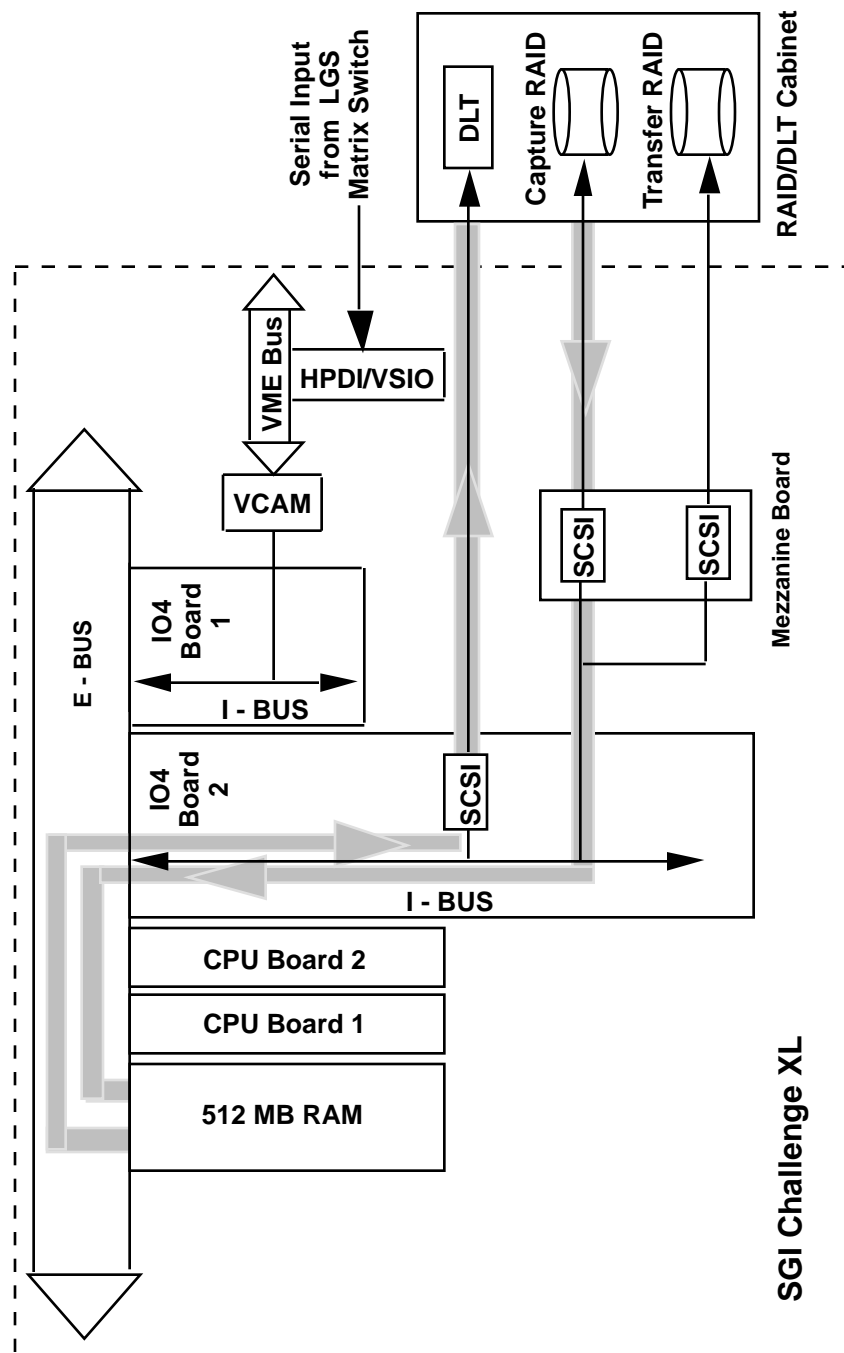 Serial Input
from LGS
Matrix Switch
DLT
Capture RAID
Transfer RAID
RAID/DLT Cabinet
VME Bus
HPDI/VSIO
VCAM
SCSI
SCSI
Mezzanine Board
E - BUS
IO4
Board
1
I - BUS
IO4
Board
2
SCSI
I - BUS
CPU Board 2
CPU Board 1
512 MB RAM
SGI Challenge XL